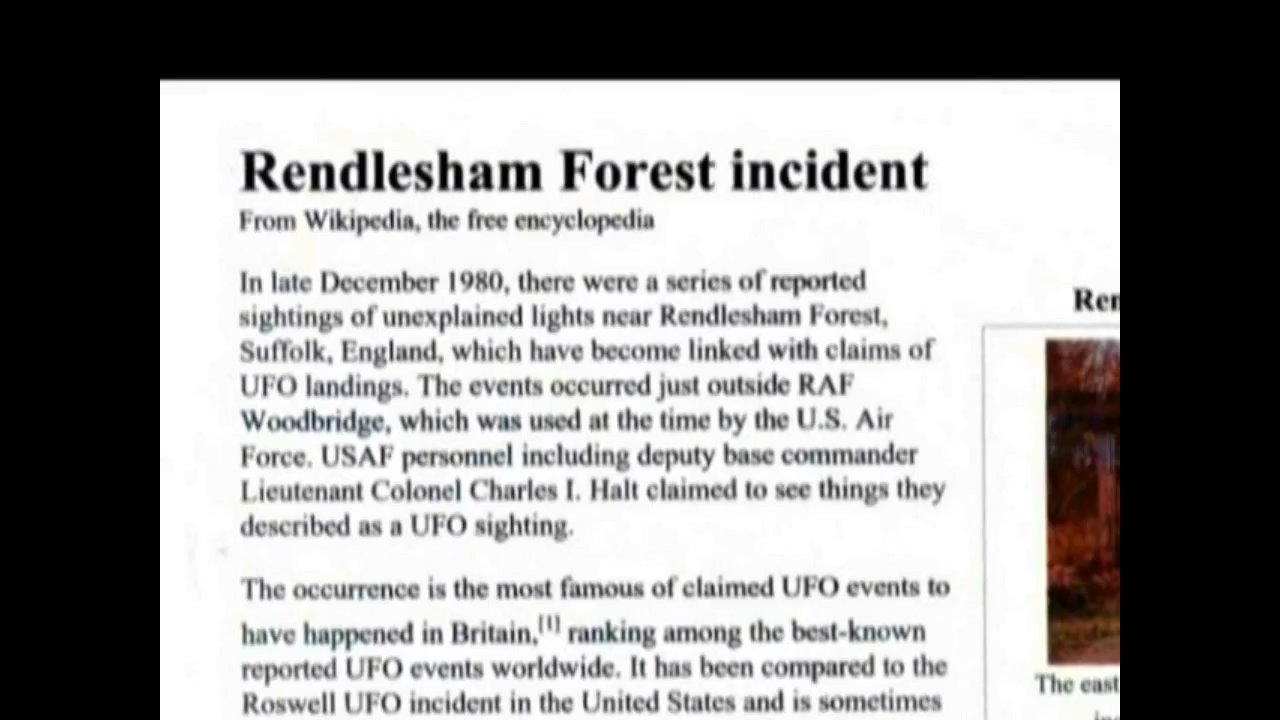 Rendlesham Forest incident
From Wikipedia, the free encyclopedia
In late December 1980, there were a series of reported
sightings of unexplained lights near Rendlesham Forest,
Suffolk, England, which have become linked with claims of
UFO landings. The events occurred just outside RAF
Woodbridge, which was used at the time by the U.S. Air
Force. USAF personnel including deputy base commander
Lieutenant Colonel Charles I. Halt claimed to see things they
described as a UFO sighting.
The occurrence is the most famous of claimed UFO events to
have happened in Britain,[1] ranking among the best-known
reported UFO events worldwide. It has been compared to the
Roswell UFO incident in the United States and is sometimes
Ren
The east